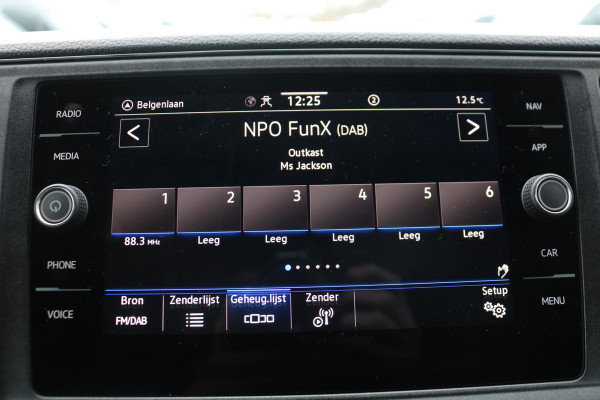 RADIO
MEDIA
PHONE
VOICE
Belgenlaan 12:25 2 12.5°C
< NPO FunX (DAB) >
Outkast
Ms Jackson
1 2 3 4 5 6
88.3 MHz Leeg Leeg Leeg Leeg Leeg
Bron Zenderlijst Geheug.lijst Zender Setup
FM/DAB
NAV
APP
CAR
MENU